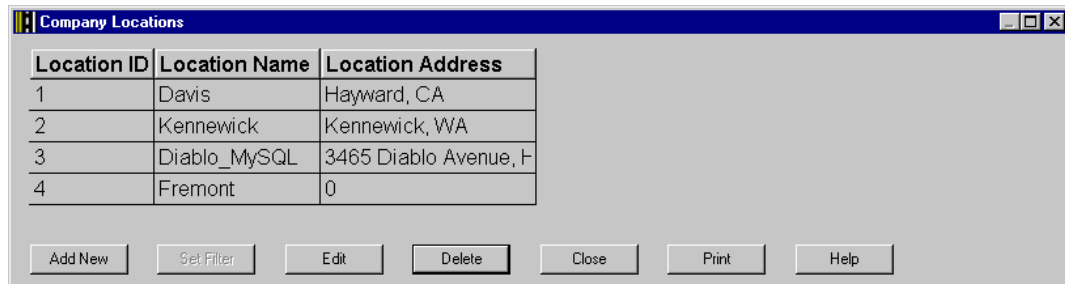 Company Locations
Location ID Location Name Location Address
1 Davis Hayward, CA
2 Kennewick Kennewick, WA
3 Diablo_MySQL 3465 Diablo Avenue, H
4 Fremont 0
Add New Set Filter Edit Delete Close Print Help